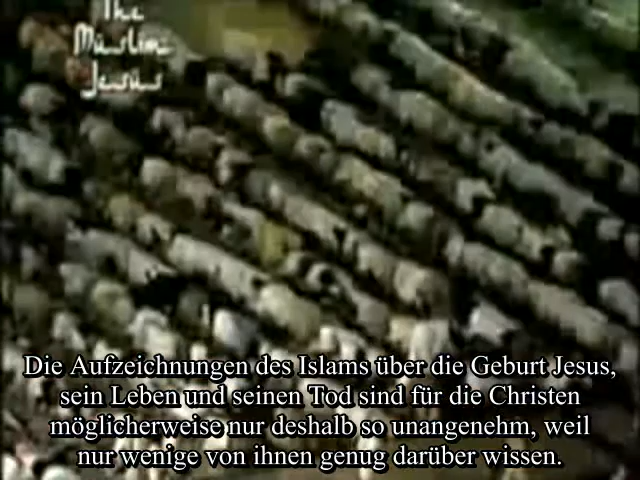 The
Muslim
Jesus
Die Aufzeichnungen des Islams über die Geburt Jesus,
sein Leben und seinen Tod sind für die Christen
möglicherweise nur deshalb so unangenehm, weil
nur wenige von ihnen genug darüber wissen.